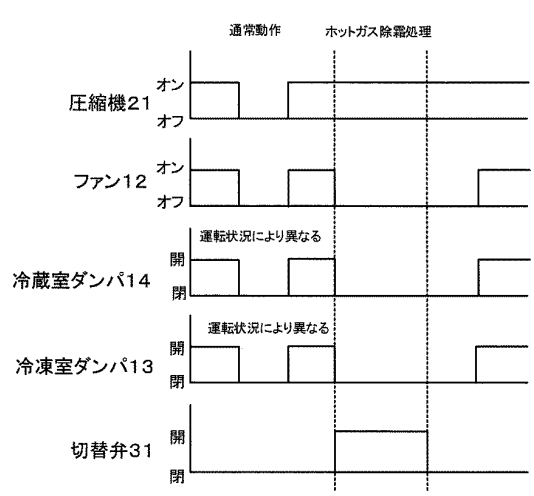 通常動作
ホットガス除霜処理
圧縮機21
オン
オフ
ファン12
オン
オフ
運転状況により異なる
冷蔵室ダンパ14
開
閉
運転状況により異なる
冷凍室ダンパ13
開
閉
切替弁31
開
閉